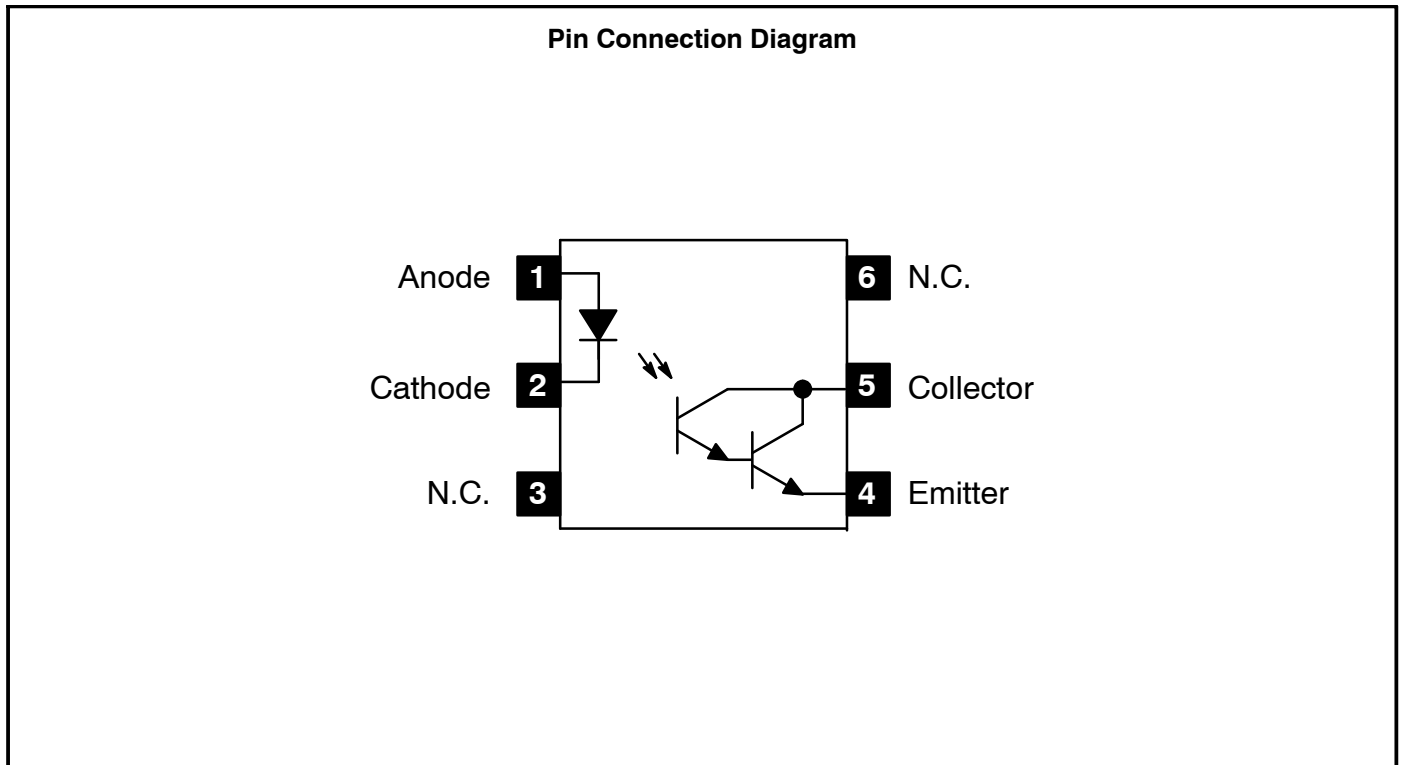 Pin Connection Diagram
Anode 1
6 N.C.
Cathode 2
5 Collector
N.C. 3
4 Emitter